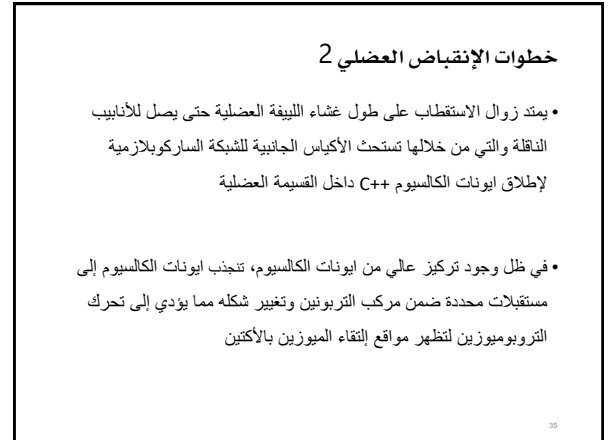 خطوات الإنقباض العضلي 2
• يمتد زوال الاستقطاب على طول غشاء اللييفة العضلية حتى يصل للأنابيب
الناقلة والتي من خلالها تستحث الأكياس الجانبية للشبكة الساركوبلازمية
لإطلاق ايونات الكالسيوم ++C داخل القسيمة العضلية
• في ظل وجود تركيز عالي من ايونات الكالسيوم، تنجذب ايونات الكالسيوم إلى
مستقبلات محددة ضمن مركب التربونين وتغيير شكله مما يؤدي إلى تحرك
التروبوميوزين لتظهر مواقع إلتقاء الميوزين بالأكتين
35